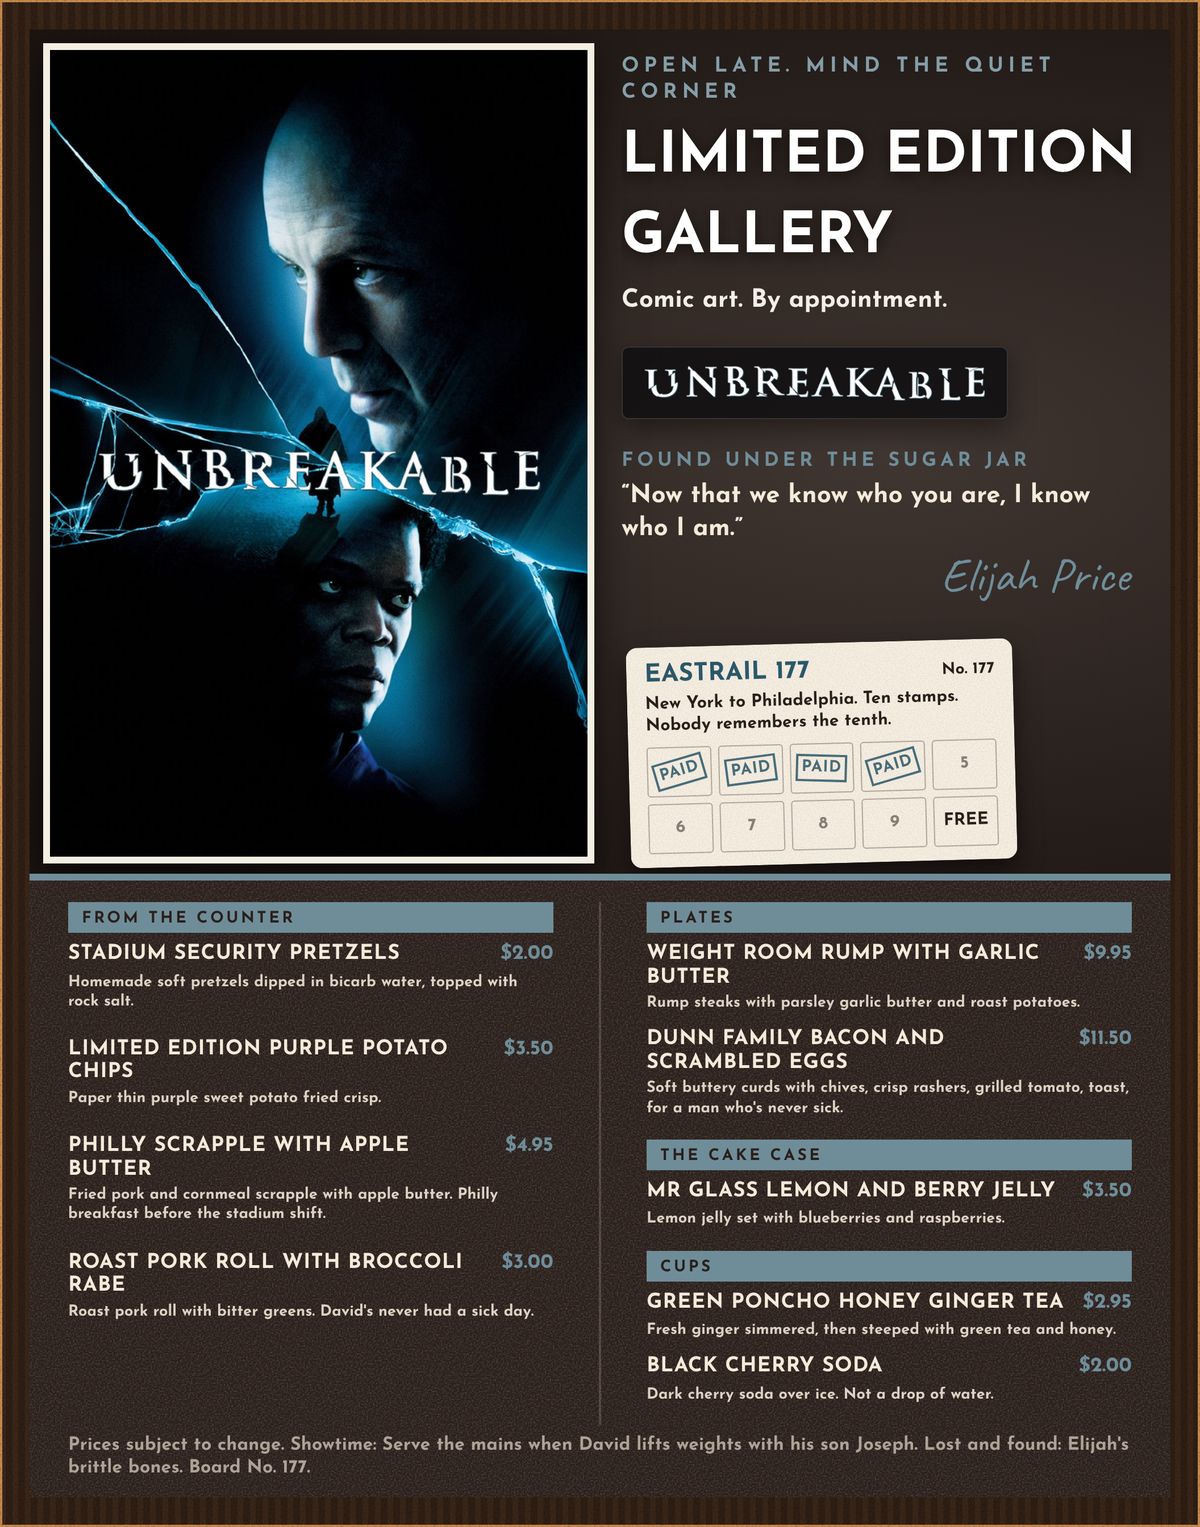 UNBREAKABLE
OPEN LATE. MIND THE QUIET
CORNER
LIMITED EDITION
GALLERY
Comic art. By appointment.
UNBREAKABLE
FOUND UNDER THE SUGAR JAR
“Now that we know who you are, I know
who I am.”
Elijah Price
EASTRAIL 177 No. 177
New York to Philadelphia. Ten stamps.
Nobody remembers the tenth.
PAID PAID PAID PAID 5
6 7 8 9 FREE
FROM THE COUNTER
STADIUM SECURITY PRETZELS $2.00
Homemade soft pretzels dipped in bicarb water, topped with
rock salt.
LIMITED EDITION PURPLE POTATO $3.50
CHIPS
Paper thin purple sweet potato fried crisp.
PHILLY SCRAPPLE WITH APPLE $4.95
BUTTER
Fried pork and cornmeal scrapple with apple butter. Philly
breakfast before the stadium shift.
ROAST PORK ROLL WITH BROCCOLI $3.00
RABE
Roast pork roll with bitter greens. David's never had a sick day.
PLATES
WEIGHT ROOM RUMP WITH GARLIC $9.95
BUTTER
Rump steaks with parsley garlic butter and roast potatoes.
DUNN FAMILY BACON AND $11.50
SCRAMBLED EGGS
Soft buttery curds with chives, crisp rashers, grilled tomato, toast,
for a man who's never sick.
THE CAKE CASE
MR GLASS LEMON AND BERRY JELLY $3.50
Lemon jelly set with blueberries and raspberries.
CUPS
GREEN PONCHO HONEY GINGER TEA $2.95
Fresh ginger simmered, then steeped with green tea and honey.
BLACK CHERRY SODA $2.00
Dark cherry soda over ice. Not a drop of water.
Prices subject to change. Showtime: Serve the mains when David lifts weights with his son Joseph. Lost and found: Elijah's
brittle bones. Board No. 177.